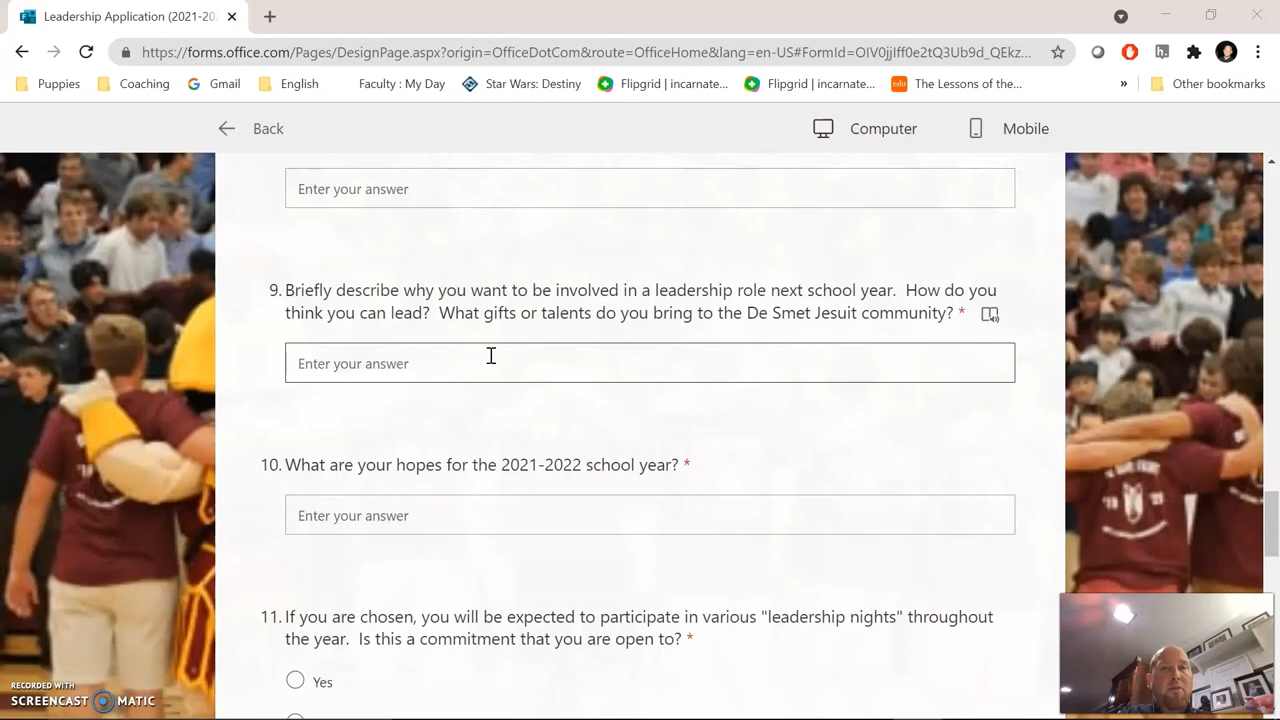 Leadership Application (2021-20
https://forms.office.com/Pages/DesignPage.aspx?origin=OfficeDotCom&route=OfficeHome&lang=en-US#FormId=OIV0jjIff0e2tQ3Ub9d_QEkz...
Puppies Coaching Gmail English Faculty : My Day Star Wars: Destiny Flipgrid | incarnate... Flipgrid | incarnate... edu The Lessons of the... » Other bookmarks
Back Computer Mobile
Enter your answer
9. Briefly describe why you want to be involved in a leadership role next school year. How do you
think you can lead? What gifts or talents do you bring to the De Smet Jesuit community? *
Enter your answer
10. What are your hopes for the 2021-2022 school year? *
Enter your answer
11. If you are chosen, you will be expected to participate in various "leadership nights" throughout
the year. Is this a commitment that you are open to? *
Yes
RECORDED WITH
SCREENCAST MATIC